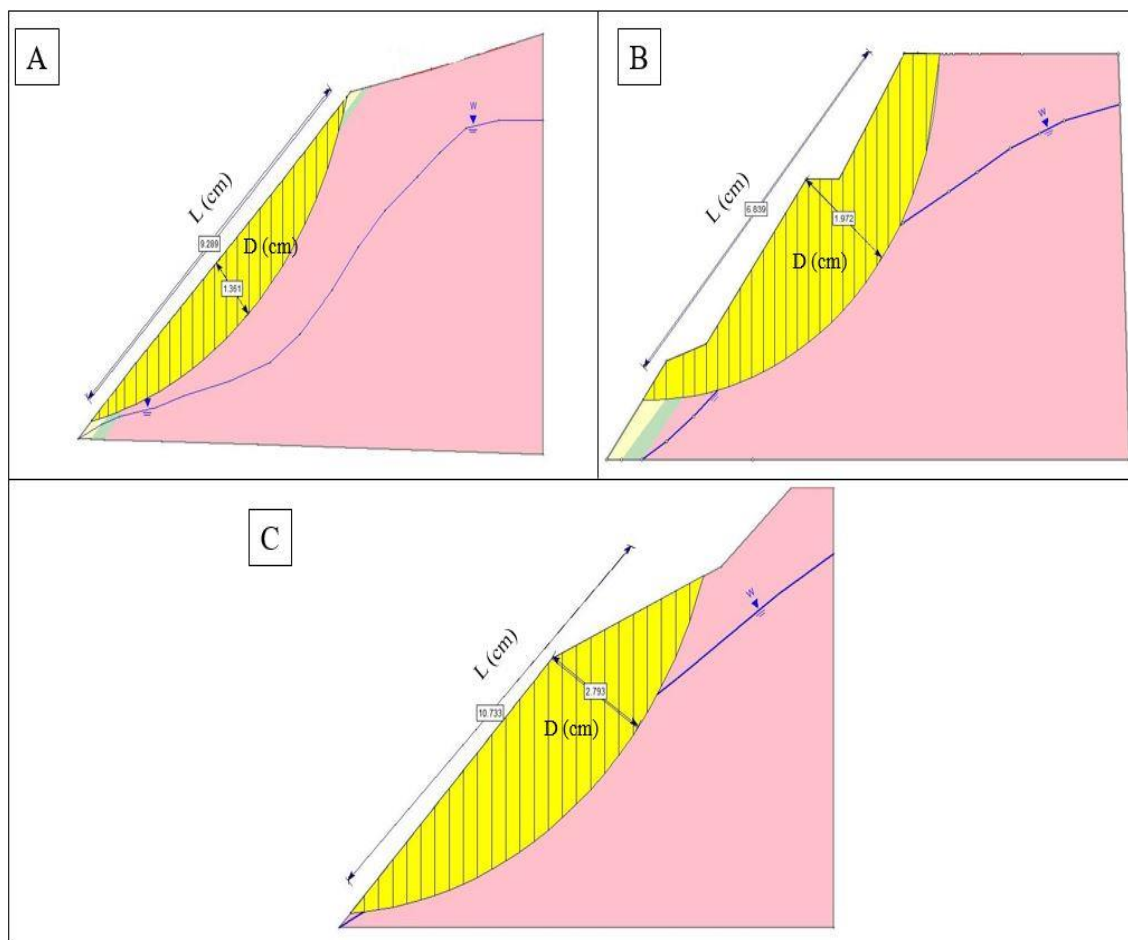 A
W
L (cm)
9.289
D (cm)
1.361
B
W
L (cm)
6.839
1.972
D (cm)
C
W
L (cm)
2.793
10.733
D (cm)